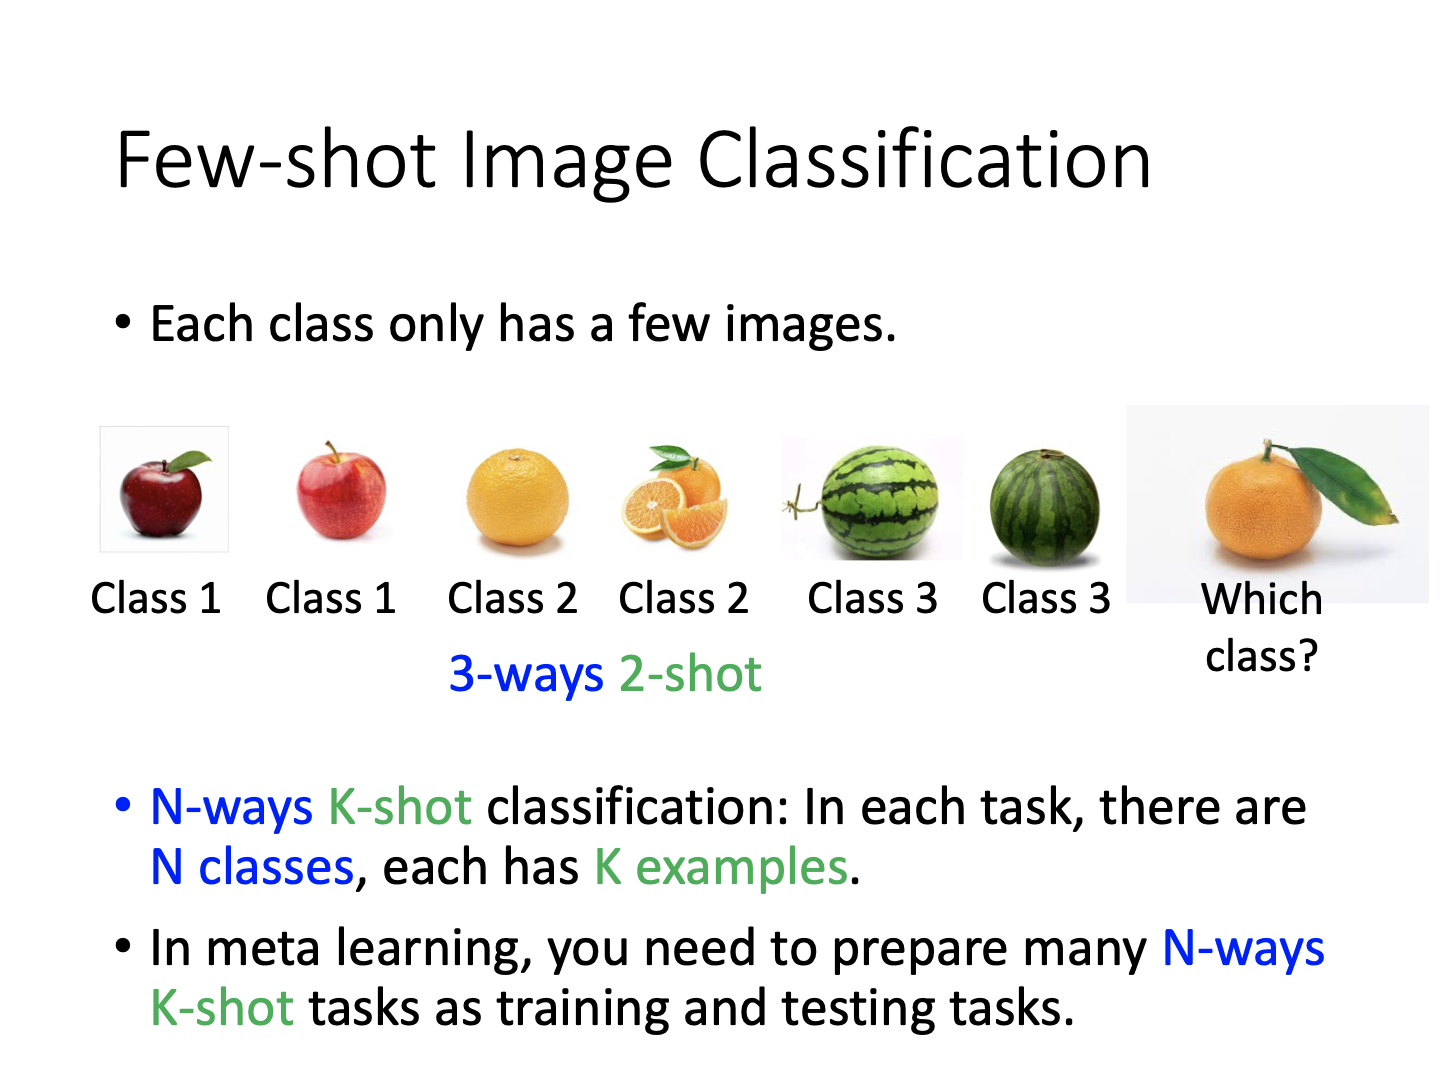 Few-shot Image Classification
• Each class only has a few images.
Class 1 Class 1 Class 2 Class 2 Class 3 Class 3 Which
class?
3-ways 2-shot
• N-ways K-shot classification: In each task, there are
N classes, each has K examples.
• In meta learning, you need to prepare many N-ways
K-shot tasks as training and testing tasks.